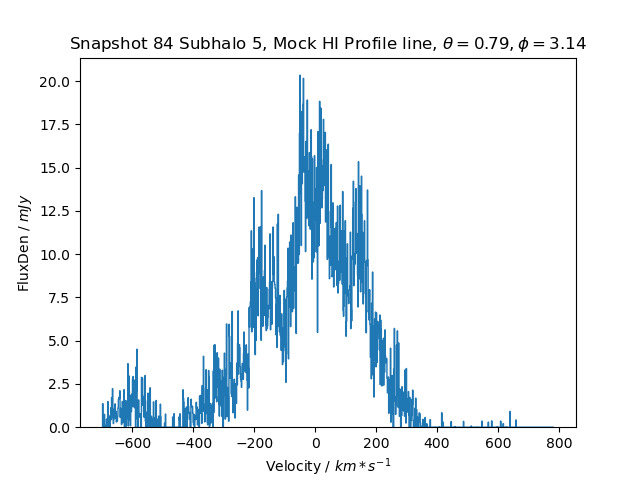 Snapshot 84 Subhalo 5, Mock HI Profile line, θ = 0.79, ϕ = 3.14
20.0
17.5
15.0
12.5
10.0
7.5
5.0
2.5
0.0
FluxDen / mJy
−600 −400 −200 0 200 400 600 800
Velocity / km * s⁻¹